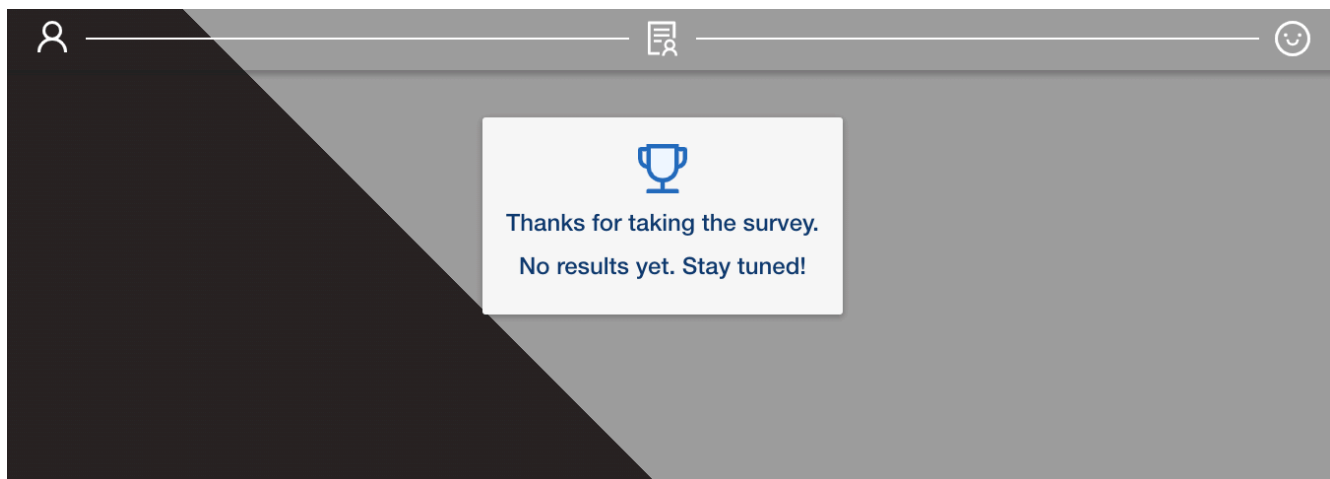 Thanks for taking the survey.
No results yet. Stay tuned!